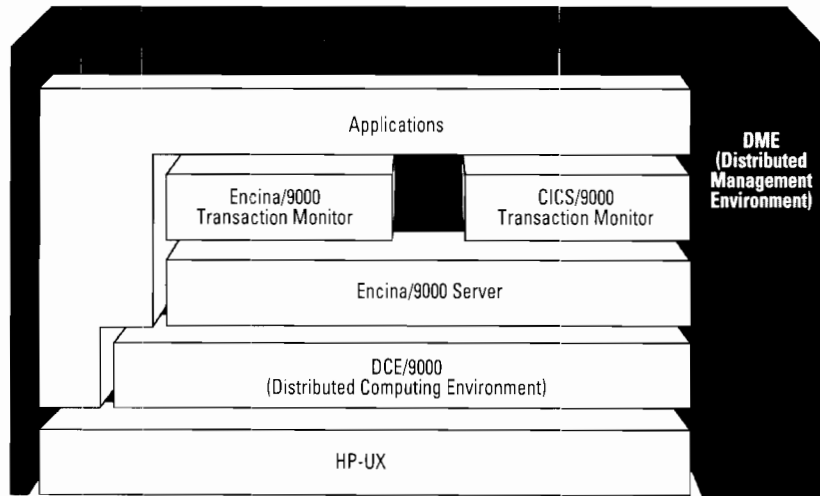 Applications
DME
(Distributed
Management
Environment)
Encina/9000
Transaction Monitor
CICS/9000
Transaction Monitor
Encina/9000 Server
DCE/9000
(Distributed Computing Environment)
HP-UX